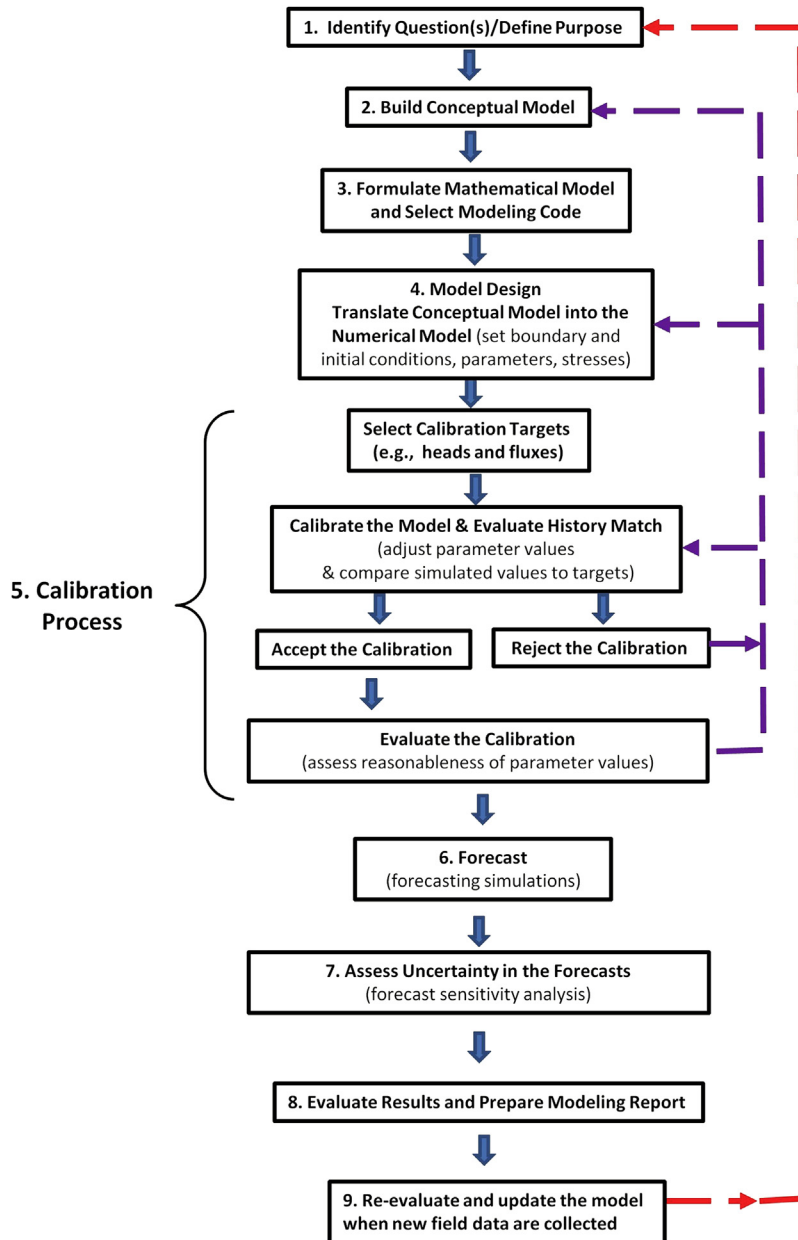 1. Identify Question(s)/Define Purpose
2. Build Conceptual Model
3. Formulate Mathematical Model
and Select Modeling Code
4. Model Design
Translate Conceptual Model into the
Numerical Model (set boundary and
initial conditions, parameters, stresses)
Select Calibration Targets
(e.g., heads and fluxes)
Calibrate the Model & Evaluate History Match
(adjust parameter values
& compare simulated values to targets)
5. Calibration
Process
Accept the Calibration
Reject the Calibration
Evaluate the Calibration
(assess reasonableness of parameter values)
6. Forecast
(forecasting simulations)
7. Assess Uncertainty in the Forecasts
(forecast sensitivity analysis)
8. Evaluate Results and Prepare Modeling Report
9. Re-evaluate and update the model
when new field data are collected